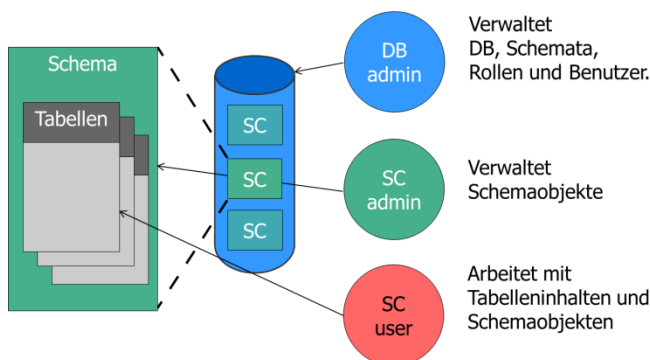 Schema
Tabellen
SC
SC
SC
DB
admin
Verwaltet
DB, Schemata,
Rollen und Benutzer.
SC
admin
Verwaltet
Schemaobjekte
SC
user
Arbeitet mit
Tabelleninhalten und
Schemaobjekten